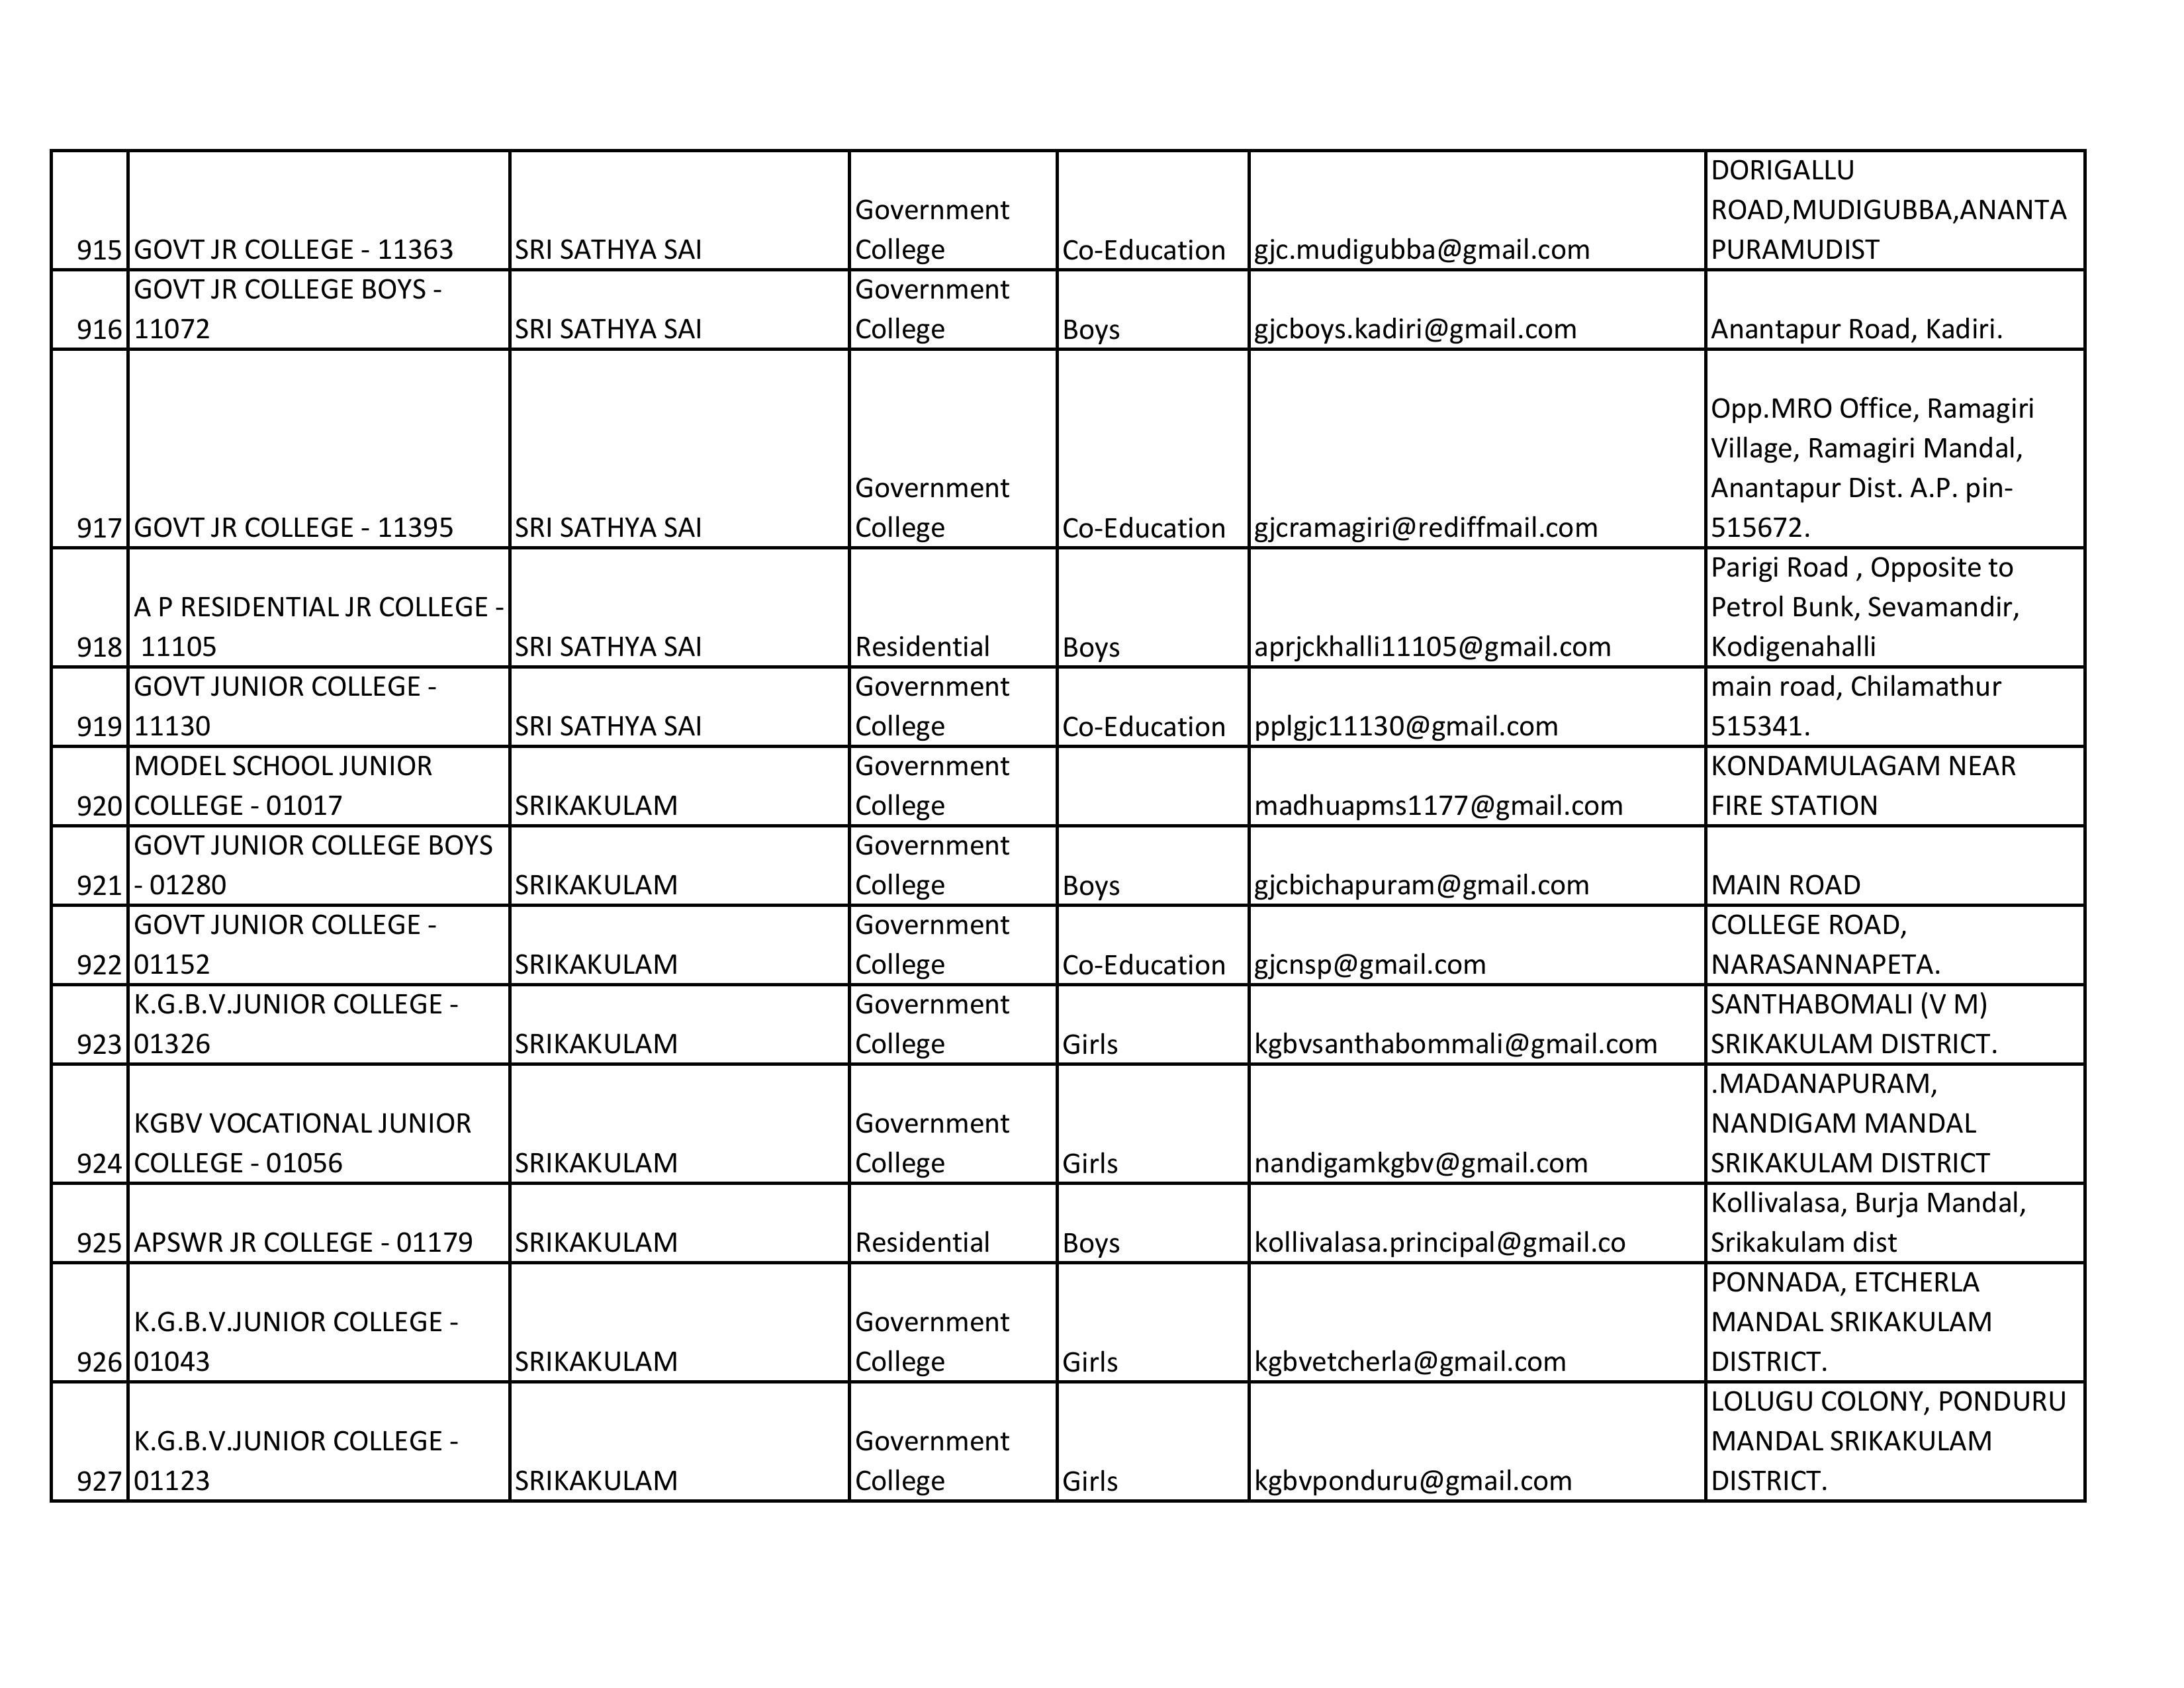 DORIGALLU
Government ROAD,MUDIGUBBA,ANANTA
915 GOVT JR COLLEGE - 11363 SRI SATHYA SAI College Co-Education gjc.mudigubba@gmail.com PURAMUDIST
GOVT JR COLLEGE BOYS - Government
916 11072 SRI SATHYA SAI College Boys gjcboys.kadiri@gmail.com Anantapur Road, Kadiri.
Opp.MRO Office, Ramagiri
Village, Ramagiri Mandal,
Government Anantapur Dist. A.P. pin-
917 GOVT JR COLLEGE - 11395 SRI SATHYA SAI College Co-Education gjcramagiri@rediffmail.com 515672.
Parigi Road , Opposite to
A P RESIDENTIAL JR COLLEGE - Petrol Bunk, Sevamandir,
918 11105 SRI SATHYA SAI Residential Boys aprjckhalli11105@gmail.com Kodigenahalli
GOVT JUNIOR COLLEGE - Government main road, Chilamathur
919 11130 SRI SATHYA SAI College Co-Education pplgjc11130@gmail.com 515341.
MODEL SCHOOL JUNIOR Government KONDAMULAGAM NEAR
920 COLLEGE - 01017 SRIKAKULAM College madhuapms1177@gmail.com FIRE STATION
GOVT JUNIOR COLLEGE BOYS Government
921 - 01280 SRIKAKULAM College Boys gjcbichapuram@gmail.com MAIN ROAD
GOVT JUNIOR COLLEGE - Government COLLEGE ROAD,
922 01152 SRIKAKULAM College Co-Education gjcnsp@gmail.com NARASANNAPETA.
K.G.B.V.JUNIOR COLLEGE - Government SANTHABOMALI (V M)
923 01326 SRIKAKULAM College Girls kgbvsanthabommali@gmail.com SRIKAKULAM DISTRICT.
.MADANAPURAM,
KGBV VOCATIONAL JUNIOR Government NANDIGAM MANDAL
924 COLLEGE - 01056 SRIKAKULAM College Girls nandigamkgbv@gmail.com SRIKAKULAM DISTRICT
Kollivalasa, Burja Mandal,
925 APSWR JR COLLEGE - 01179 SRIKAKULAM Residential Boys kollivalasa.principal@gmail.co Srikakulam dist
PONNADA, ETCHERLA
K.G.B.V.JUNIOR COLLEGE - Government MANDAL SRIKAKULAM
926 01043 SRIKAKULAM College Girls kgbvetcherla@gmail.com DISTRICT.
LOLUGU COLONY, PONDURU
K.G.B.V.JUNIOR COLLEGE - Government MANDAL SRIKAKULAM
927 01123 SRIKAKULAM College Girls kgbvponduru@gmail.com DISTRICT.